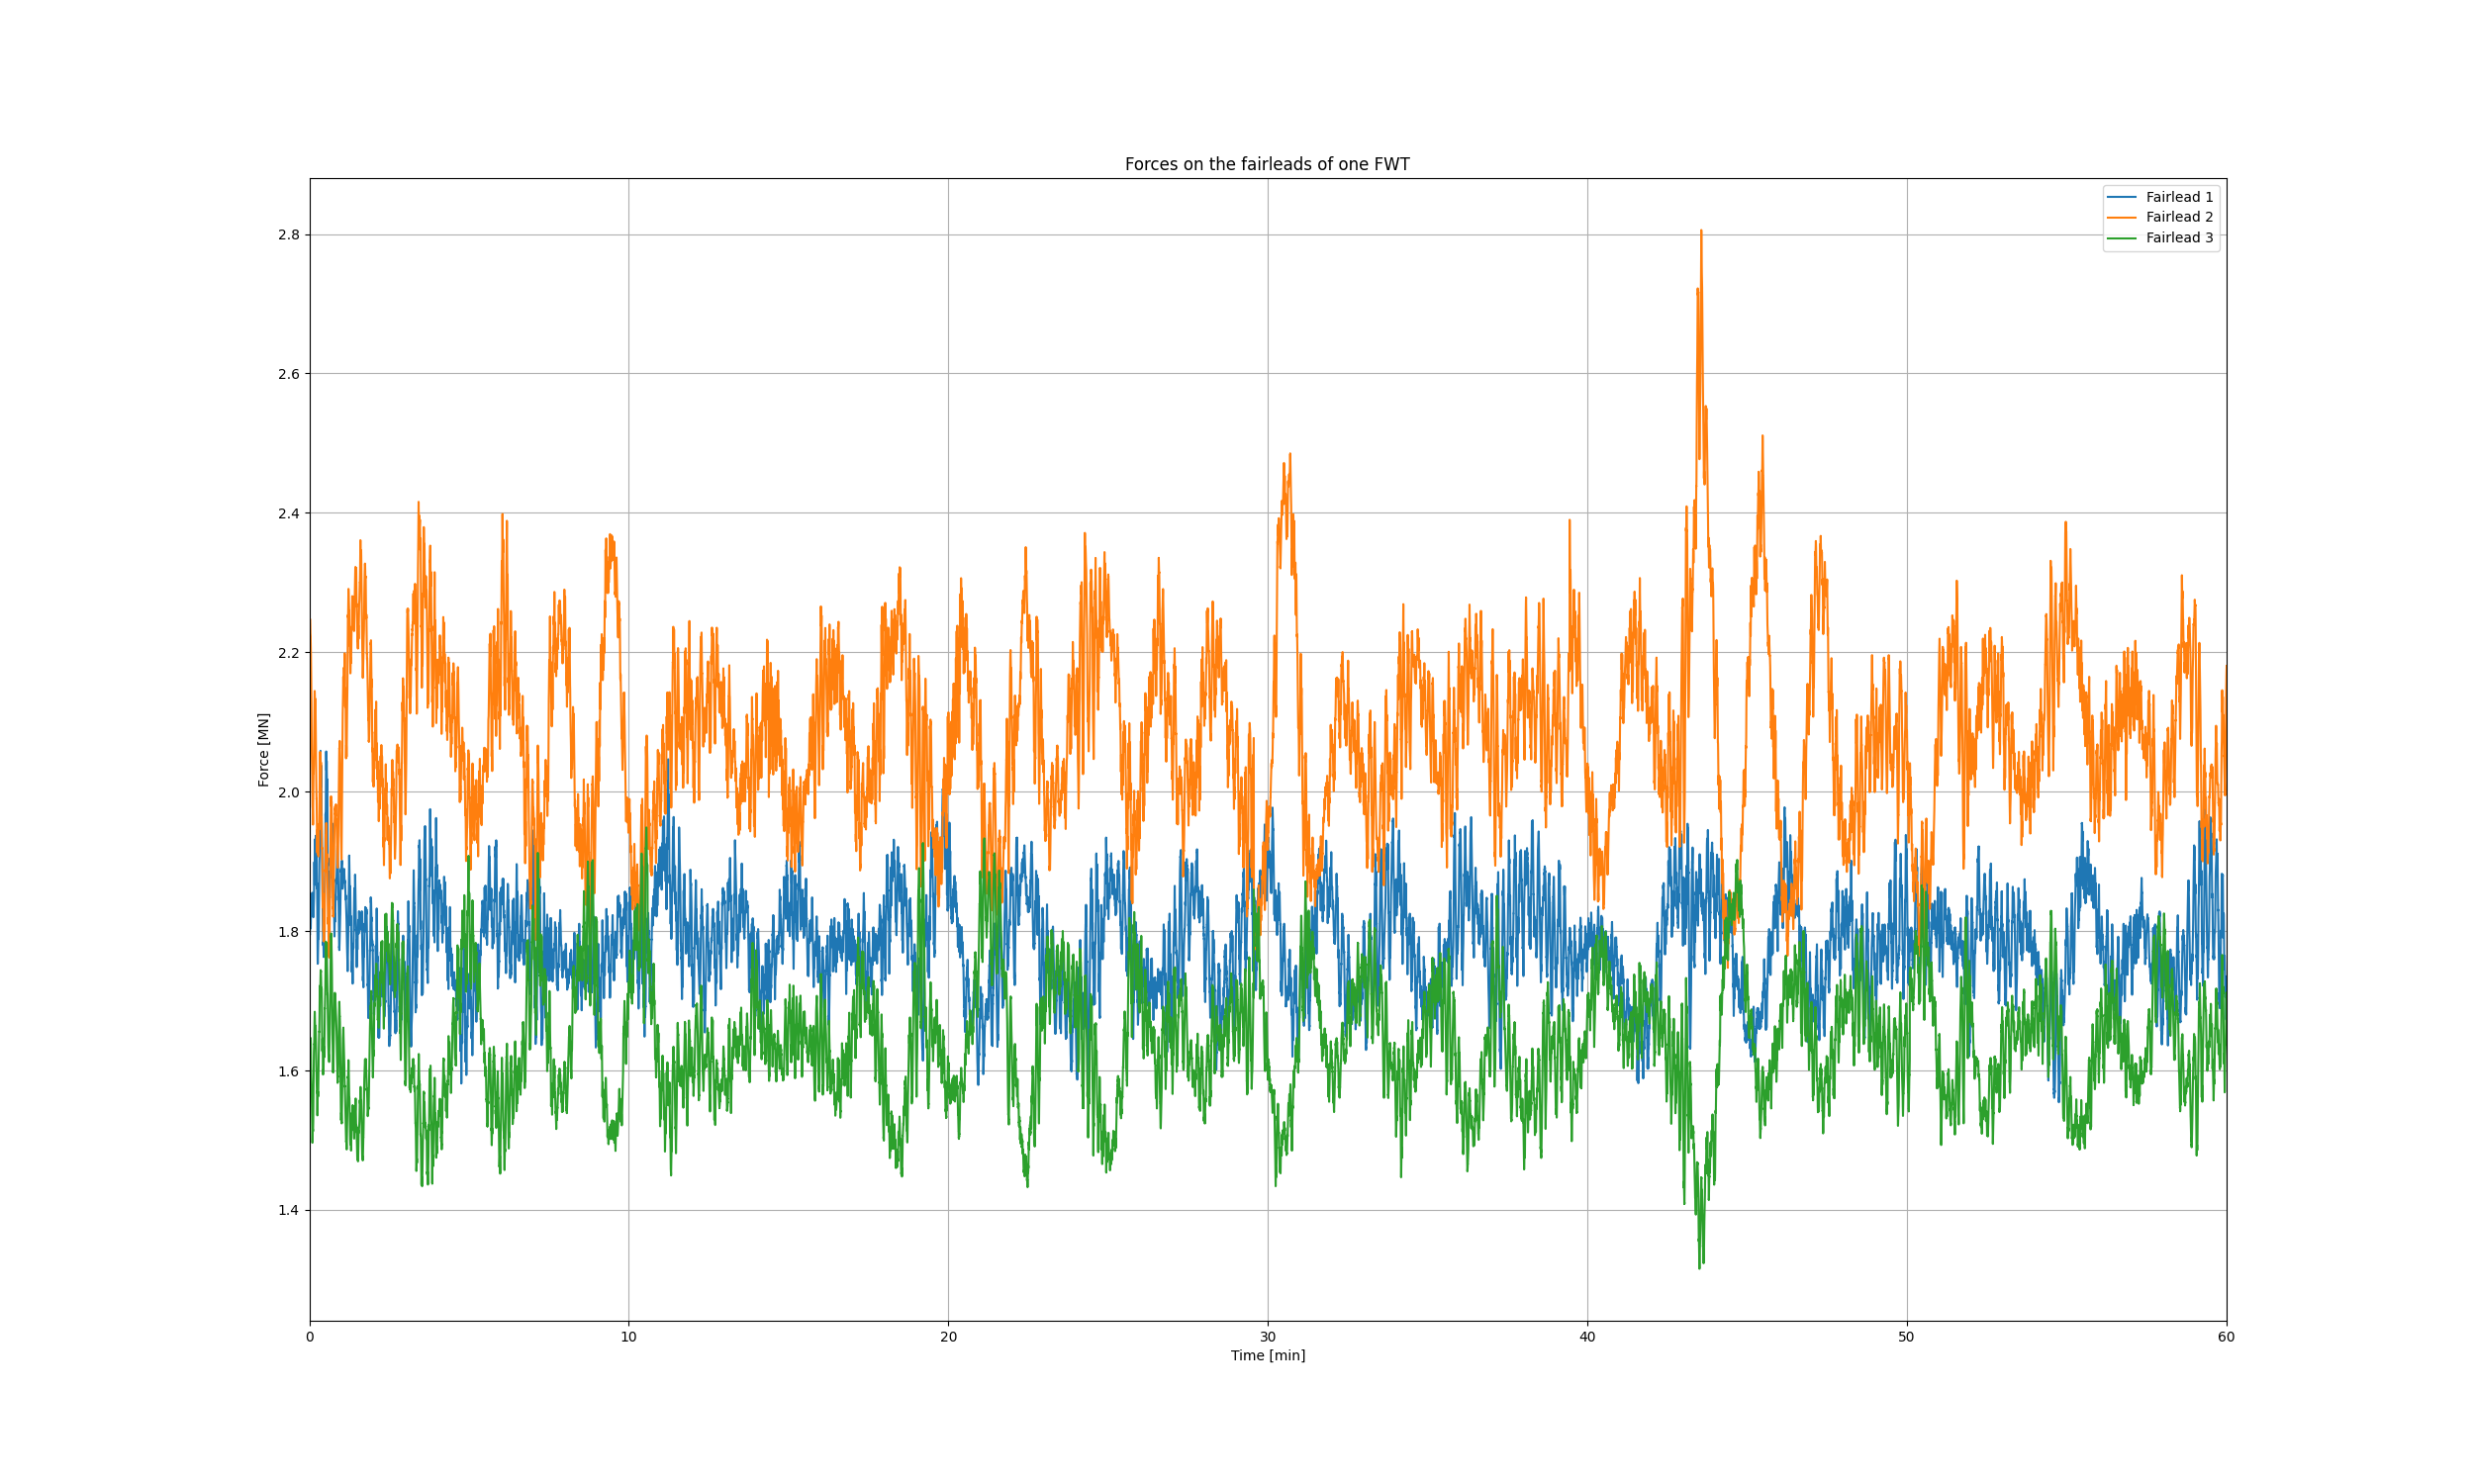 Forces on the fairleads of one FWT
Fairlead 1
Fairlead 2
Fairlead 3
Force [MN]
2.8
2.6
2.4
2.2
2.0
1.8
1.6
1.4
0 10 20 30 40 50 60
Time [min]